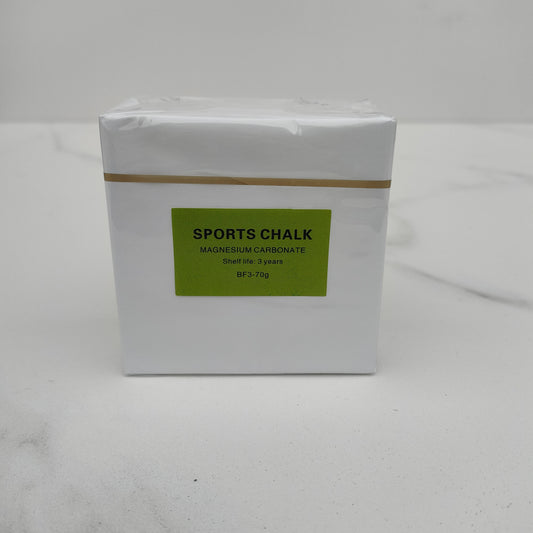 SPORTS CHALK
MAGNESIUM CARBONATE
Shelf life: 3 years
BF3-70g